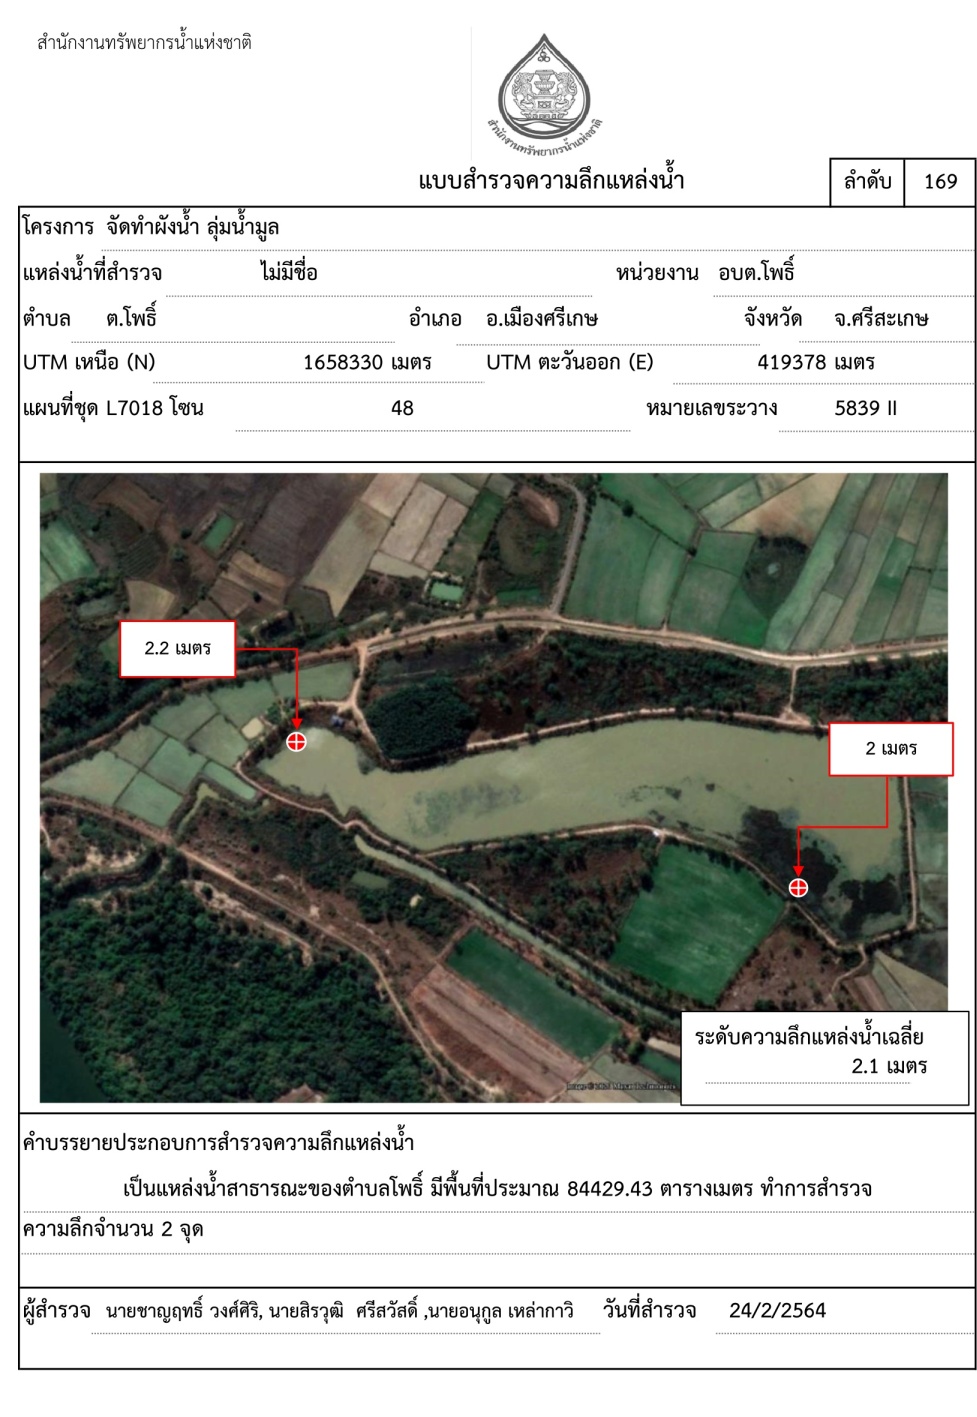 สำนักงานทรัพยากรน้ำแห่งชาติ
สำนักงานทรัพยากรน้ำแห่งชาติ
แบบสำรวจความลึกแหล่งน้ำ
ลำดับ 169
โครงการ จัดทำผังน้ำ ลุ่มน้ำมูล
แหล่งน้ำที่สำรวจ ไม่มีชื่อ หน่วยงาน อบต.โพธิ์
ตำบล ต.โพธิ์ อำเภอ อ.เมืองศรีเกษ จังหวัด จ.ศรีสะเกษ
UTM เหนือ (N) 1658330 เมตร UTM ตะวันออก (E) 419378 เมตร
แผนที่ชุด L7018 โซน 48 หมายเลขระวาง 5839 II
2.2 เมตร
2 เมตร
ระดับความลึกแหล่งน้ำเฉลี่ย
2.1 เมตร
คำบรรยายประกอบการสำรวจความลึกแหล่งน้ำ
เป็นแหล่งน้ำสาธารณะของตำบลโพธิ์ มีพื้นที่ประมาณ 84429.43 ตารางเมตร ทำการสำรวจ
ความลึกจำนวน 2 จุด
ผู้สำรวจ นายชาญฤทธิ์ วงศ์ศิริ, นายสิรวุฒิ ศรีสวัสดิ์ ,นายอนุกูล เหล่ากาวิ วันที่สำรวจ 24/2/2564